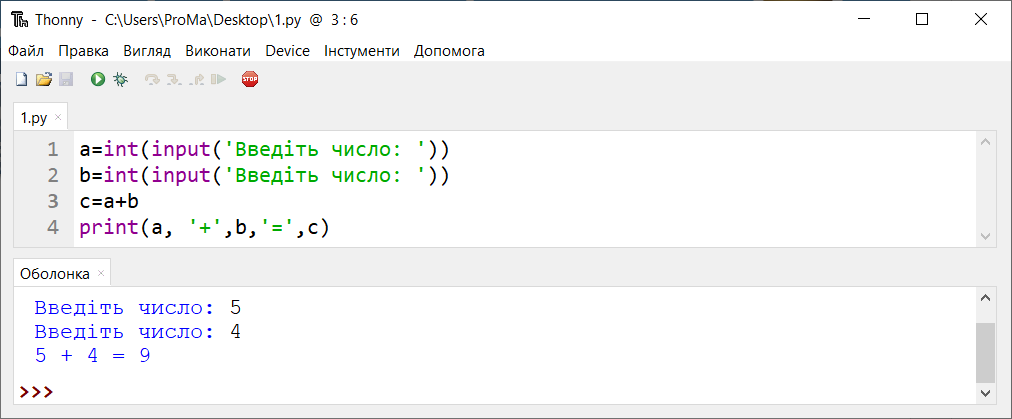 Thonny - C:\Users\ProMa\Desktop\1.py @ 3 : 6
Файл Правка Вигляд Виконати Device Інстументи Допомога
STOP
1.py ×
1 a=int(input('Введіть число: '))
2 b=int(input('Введіть число: '))
3 c=a+b
4 print(a, '+',b,'=',c)
Оболонка ×
Введіть число: 5
Введіть число: 4
5 + 4 = 9
>>>